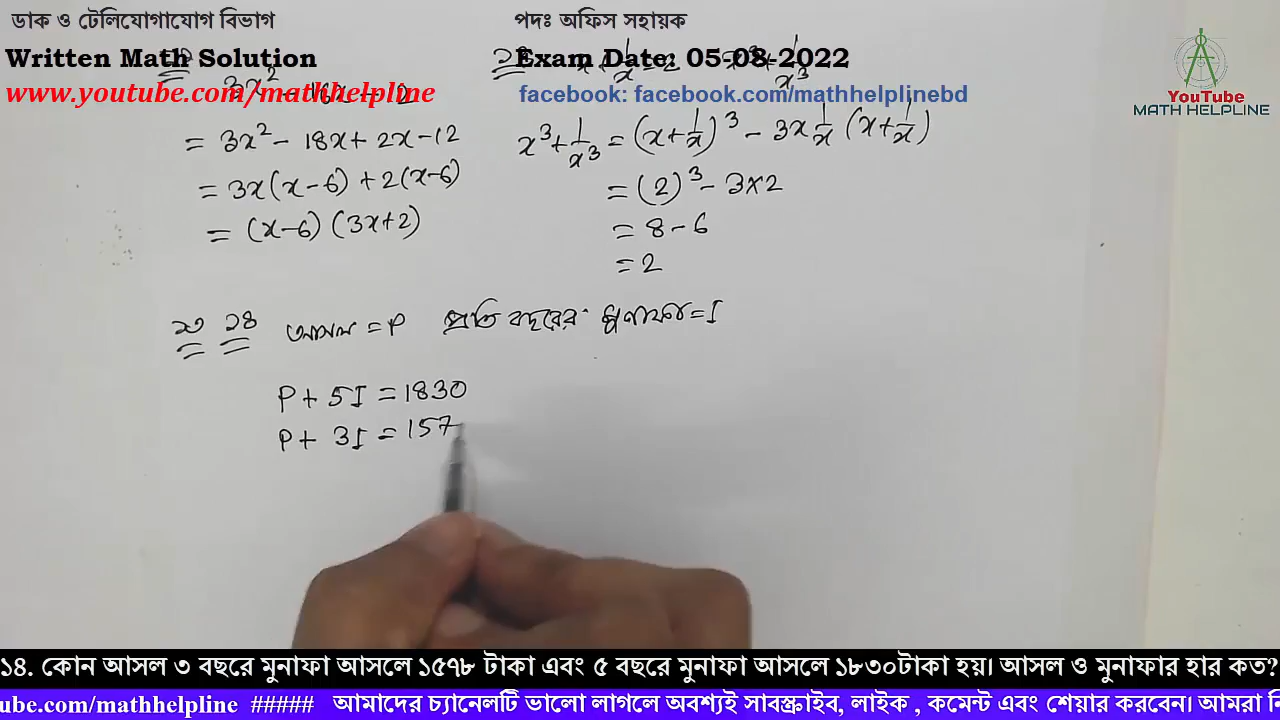 ডাক ও টেলিযোগাযোগ বিভাগ
পদঃ অফিস সহায়ক
Written Math Solution
Exam Date: 05-08-2022
www.youtube.com/mathhelpline
facebook: facebook.com/mathhelplinebd
YouTube
MATH HELPLINE
= 3x² - 18x + 2x - 12
= 3x(x-6) + 2(x-6)
= (x-6) (3x+2)
x³ + 1/x³ = (x + 1/x)³ - 3x 1/x (x + 1/x)
= (2)³ - 3×2
= 8 - 6
= 2
আসল = P প্রতি বছরের মুনাফা = I
P + 5I = 1830
P + 3I = 157
১৪. কোন আসল ৩ বছরে মুনাফা আসলে ১৫৭৮ টাকা এবং ৫ বছরে মুনাফা আসলে ১৮৩০টাকা হয়। আসল ও মুনাফার হার কত?
ube.com/mathhelpline ##### আমাদের চ্যানেলটি ভালো লাগলে অবশ্যই সাবস্ক্রাইব, লাইক , কমেন্ট এবং শেয়ার করবেন। আমরা